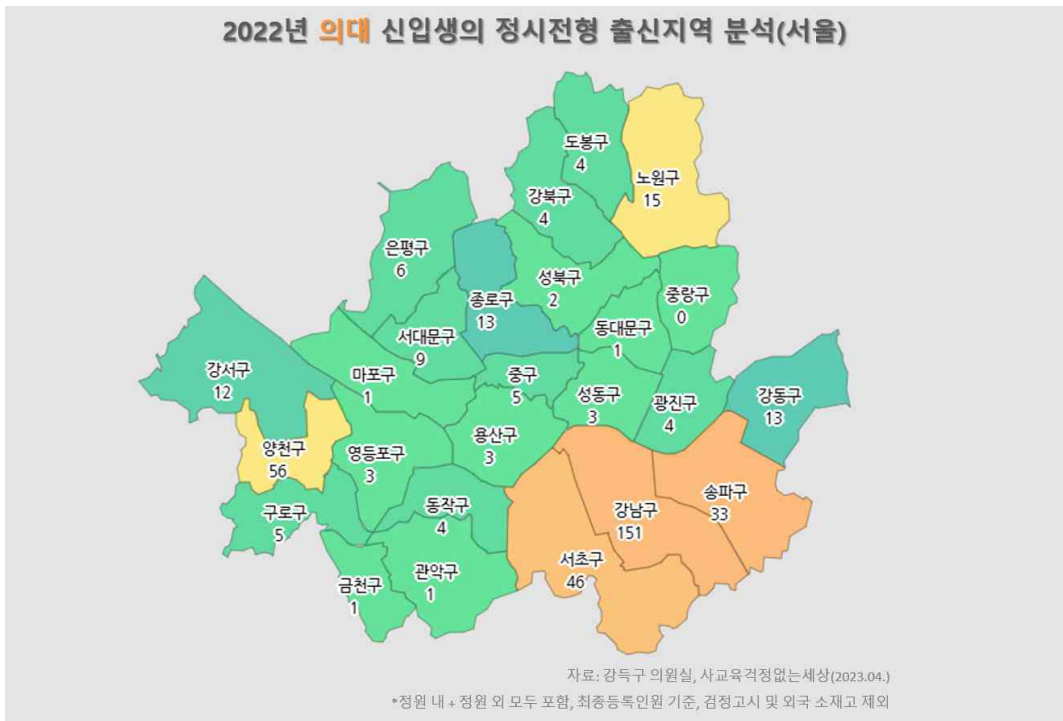 2022년 의대 신입생의 정시전형 출신지역 분석(서울)
도봉구
4
노원구
15
강북구
4
은평구
6
성북구
2
중랑구
0
종로구
13
동대문구
1
서대문구
9
강서구
12
마포구
1
중구
5
성동구
3
광진구
4
강동구
13
양천구
56
영등포구
3
용산구
3
송파구
33
구로구
5
동작구
4
강남구
151
서초구
46
금천구
1
관악구
1
자료: 강득구 의원실, 사교육걱정없는세상(2023.04.)
*정원 내 + 정원 외 모두 포함, 최종등록인원 기준, 검정고시 및 외국 소재고 제외